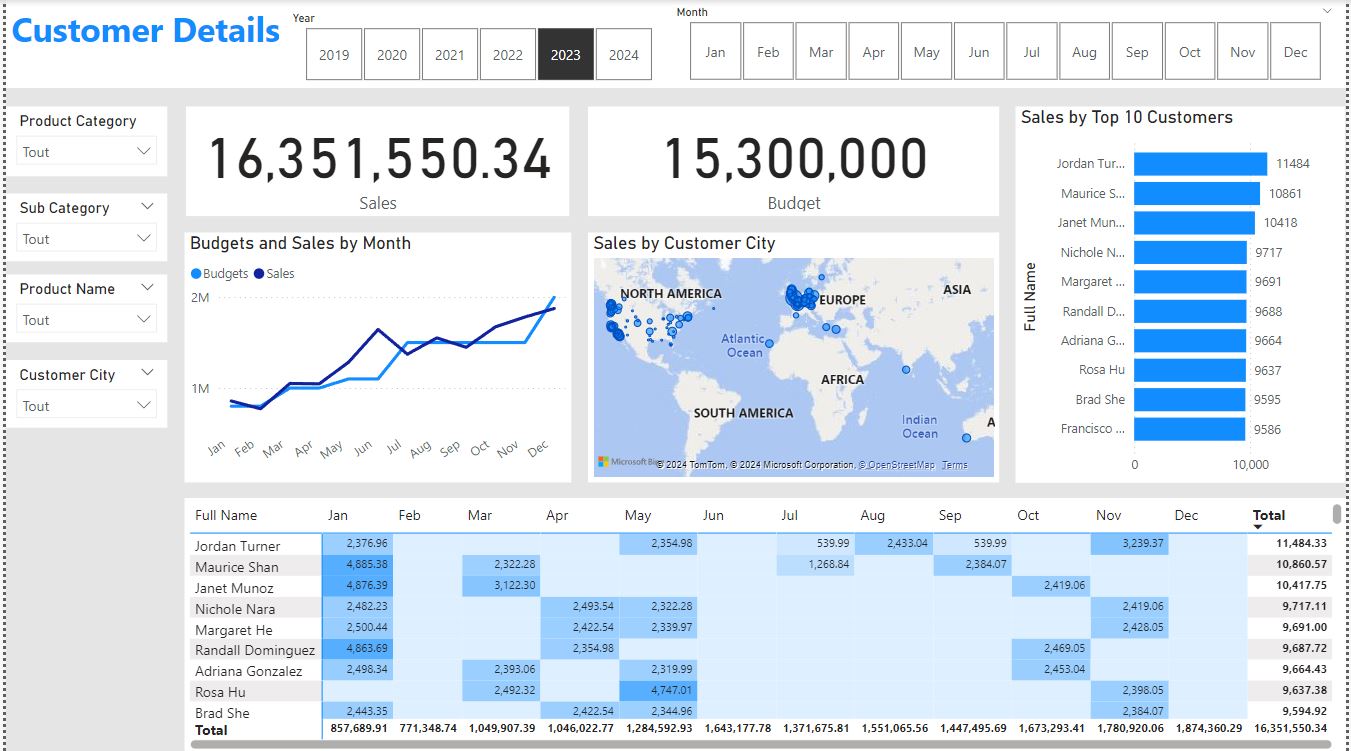 Customer Details
Year
2019 2020 2021 2022 2023 2024
Month
Jan Feb Mar Apr May Jun Jul Aug Sep Oct Nov Dec
Product Category
Tout
Sub Category
Tout
Product Name
Tout
Customer City
Tout
16,351,550.34
Sales
15,300,000
Budget
Budgets and Sales by Month
Budgets Sales
2M
1M
Jan Feb Mar Apr May Jun Jul Aug Sep Oct Nov Dec
Sales by Customer City
NORTH AMERICA
EUROPE
ASIA
Atlantic
Ocean
AFRICA
SOUTH AMERICA
Indian
Ocean
A
Microsoft Bing
© 2024 TomTom, © 2024 Microsoft Corporation, © OpenStreetMap Terms
Sales by Top 10 Customers
Full Name
Jordan Tur... 11484
Maurice S... 10861
Janet Mun... 10418
Nichole N... 9717
Margaret ... 9691
Randall D... 9688
Adriana G... 9664
Rosa Hu 9637
Brad She 9595
Francisco ... 9586
0 10,000
Full Name Jan Feb Mar Apr May Jun Jul Aug Sep Oct Nov Dec Total
Jordan Turner 2,376.96 2,354.98 539.99 2,433.04 539.99 3,239.37 11,484.33
Maurice Shan 4,885.38 2,322.28 1,268.84 2,384.07 10,860.57
Janet Munoz 4,876.39 3,122.30 2,419.06 10,417.75
Nichole Nara 2,482.23 2,493.54 2,322.28 2,419.06 9,717.11
Margaret He 2,500.44 2,422.54 2,339.97 2,428.05 9,691.00
Randall Dominguez 4,863.69 2,354.98 2,469.05 9,687.72
Adriana Gonzalez 2,498.34 2,393.06 2,319.99 2,453.04 9,664.43
Rosa Hu 2,492.32 4,747.01 2,398.05 9,637.38
Brad She 2,443.35 2,422.54 2,344.96 2,384.07 9,594.92
Total 857,689.91 771,348.74 1,049,907.39 1,046,022.77 1,284,592.93 1,643,177.78 1,371,675.81 1,551,065.56 1,447,495.69 1,673,293.41 1,780,920.06 1,874,360.29 16,351,550.34